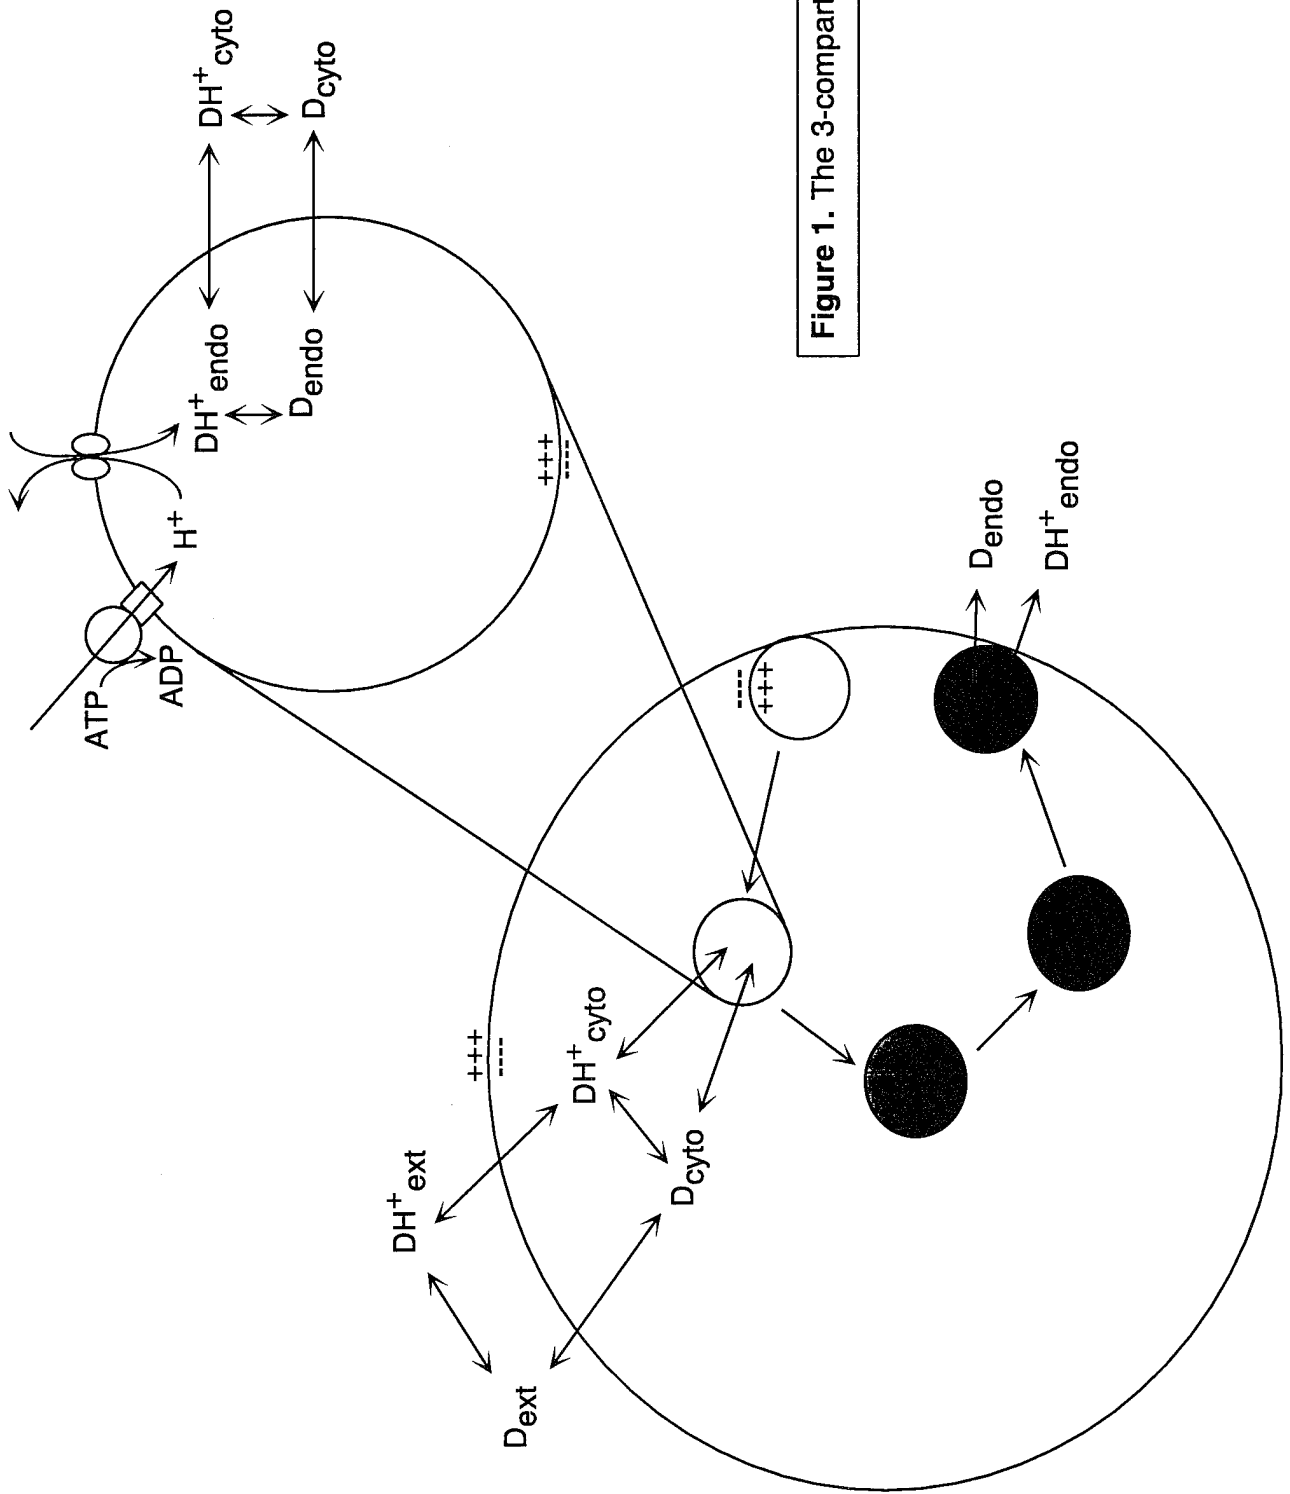 ATP
ADP
H⁺
DH⁺endo
Dendo
DH⁺cyto
Dcyto
+++
----
DH⁺ext
Dext
+++
----
DH⁺cyto
Dcyto
----
+++
Dendo
DH⁺endo
Figure 1. The 3-compart